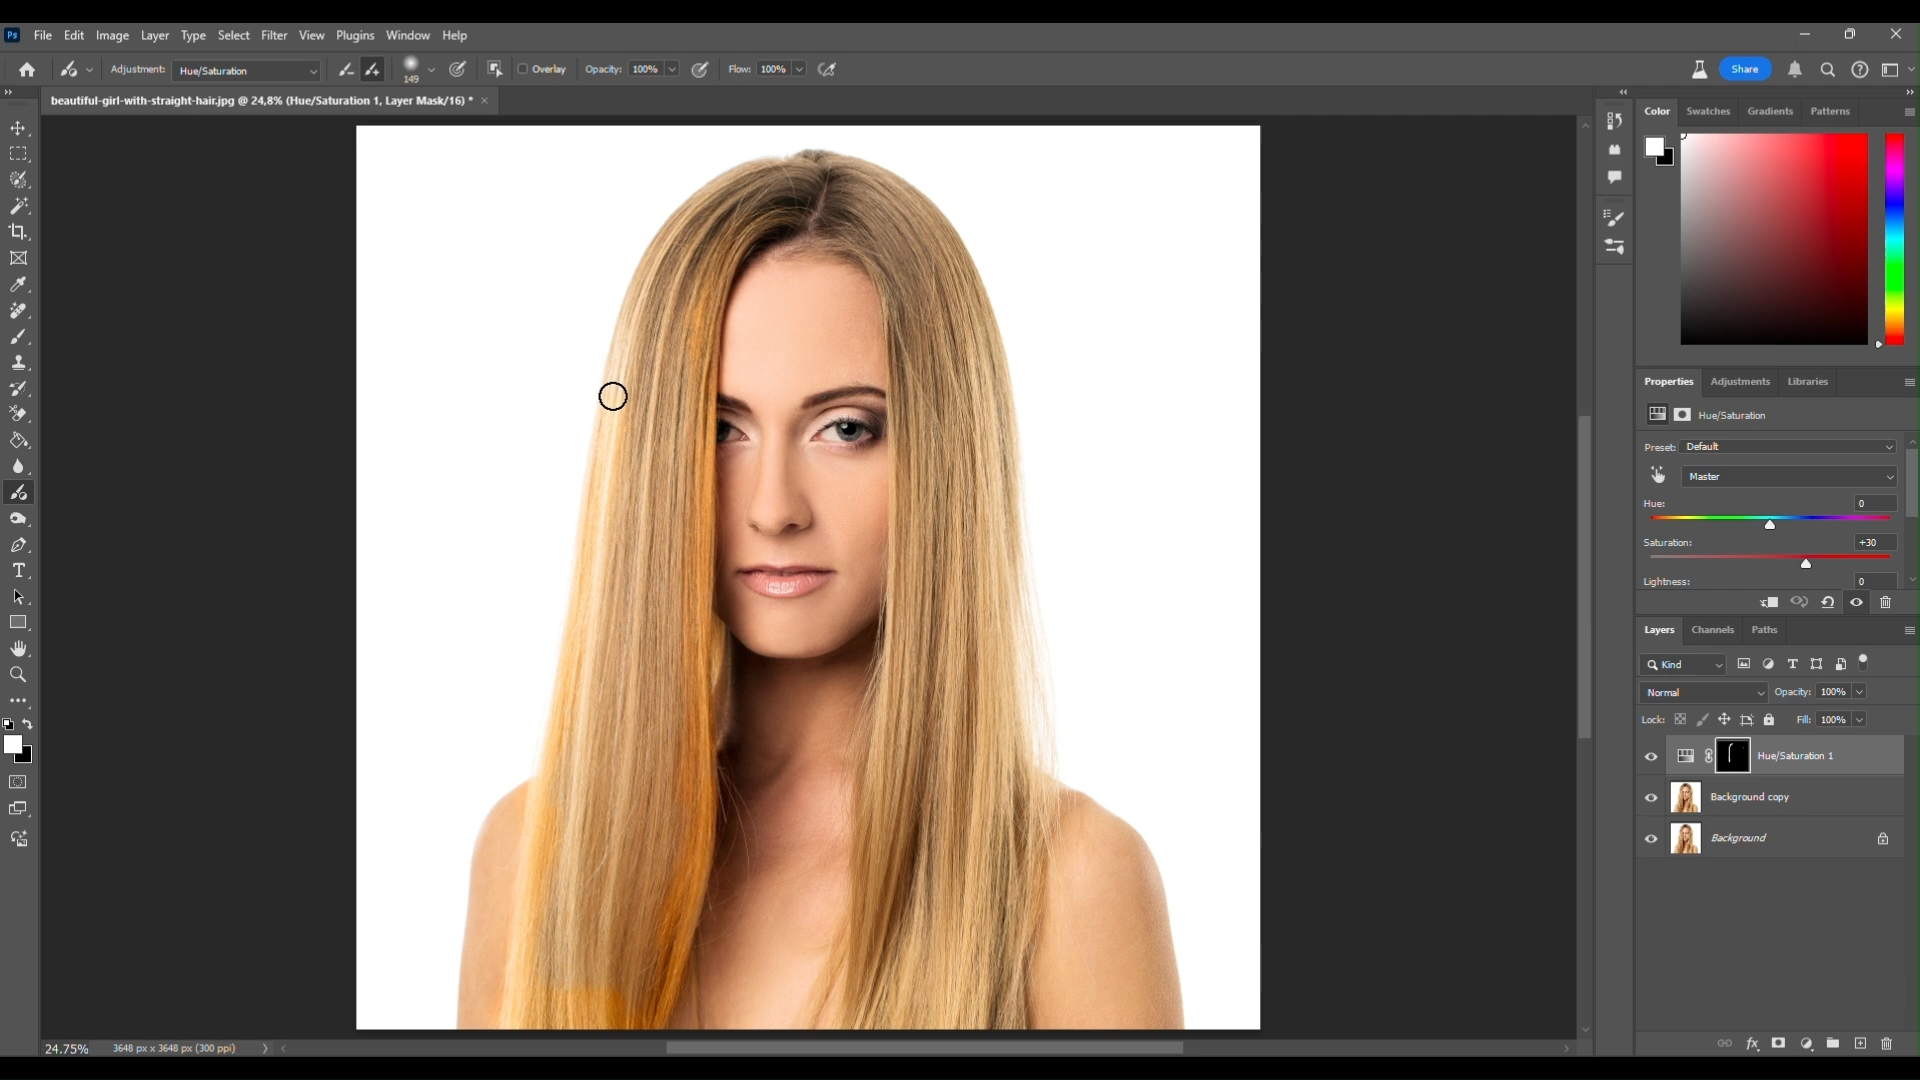 Ps File Edit Image Layer Type Select Filter View Plugins Window Help
Adjustment: Hue/Saturation 149 Overlay Opacity: 100% Flow: 100% Share
beautiful-girl-with-straight-hair.jpg @ 24,8% (Hue/Saturation 1, Layer Mask/16) *
Color Swatches Gradients Patterns
Properties Adjustments Libraries
Hue/Saturation
Preset: Default
Master
Hue: 0
Saturation: +30
Lightness: 0
Layers Channels Paths
Kind
Normal Opacity: 100%
Lock: Fill: 100%
Hue/Saturation 1
Background copy
Background
fx
24.75% 3648 px x 3648 px (300 ppi)